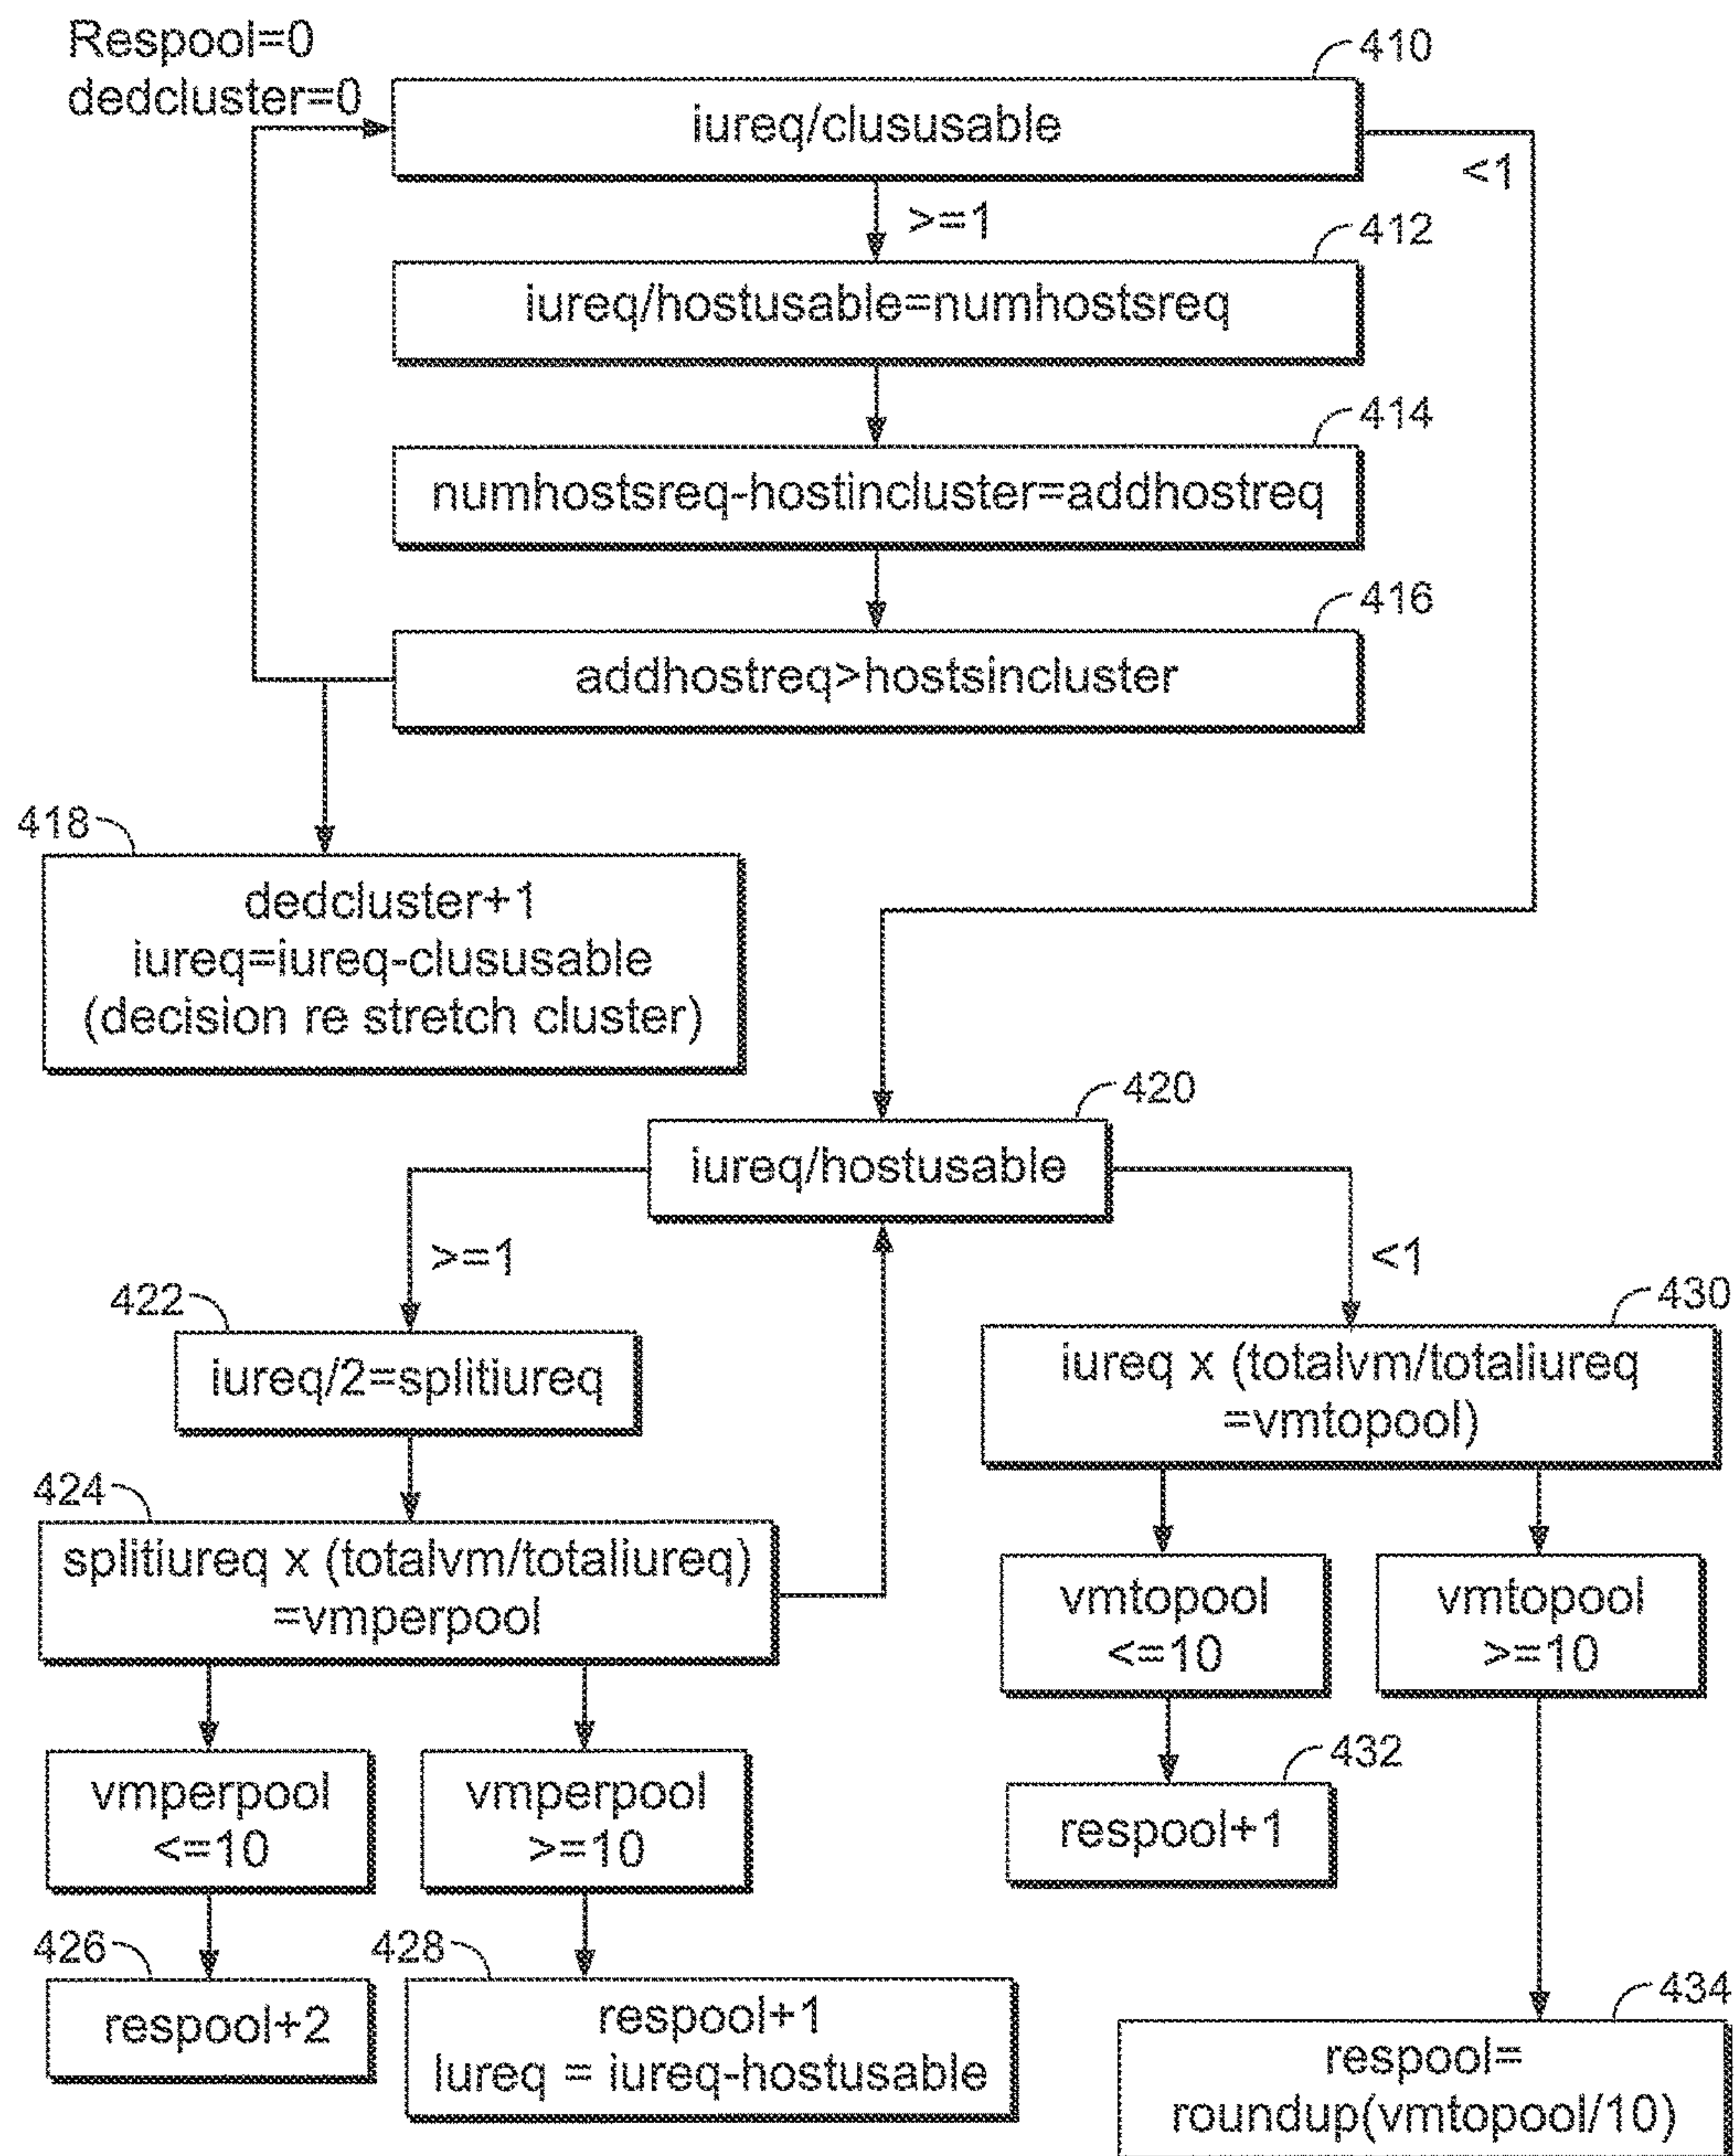 Respool=0
dedcluster=0
410
iureq/clususable
<1
>=1
412
iureq/hostusable=numhostsreq
414
numhostsreq-hostincluster=addhostreq
416
addhostreq>hostsincluster
418
dedcluster+1
iureq=iureq-clususable
(decision re stretch cluster)
420
iureq/hostusable
>=1
<1
422
iureq/2=splitiureq
430
iureq x (totalvm/totaliureq
=vmtopool)
424
splitiureq x (totalvm/totaliureq)
=vmperpool
vmtopool
<=10
vmtopool
>=10
vmperpool
<=10
vmperpool
>=10
432
respool+1
426
respool+2
428
respool+1
Iureq = iureq-hostusable
434
respool=
roundup(vmtopool/10)